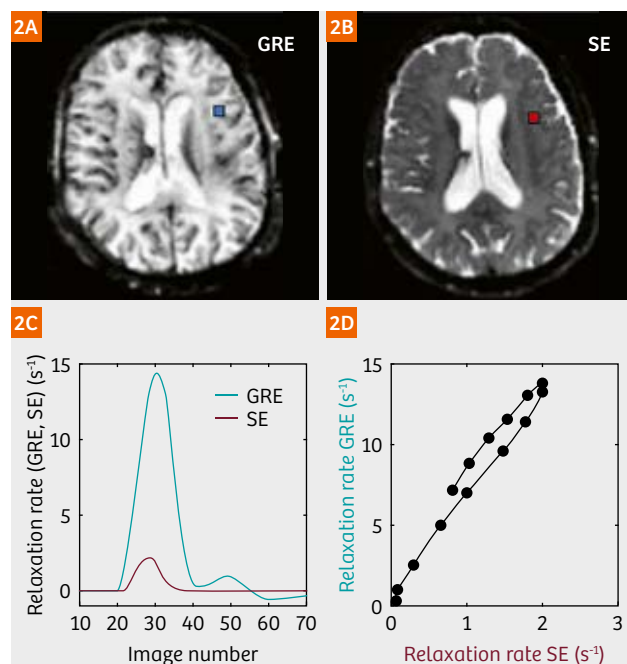 2A
GRE
2B
SE
2C
Relaxation rate (GRE, SE) (s⁻¹)
15
10
5
0
10 20 30 40 50 60 70
Image number
GRE
SE
2D
Relaxation rate GRE (s⁻¹)
15
10
5
0
0 1 2 3
Relaxation rate SE (s⁻¹)